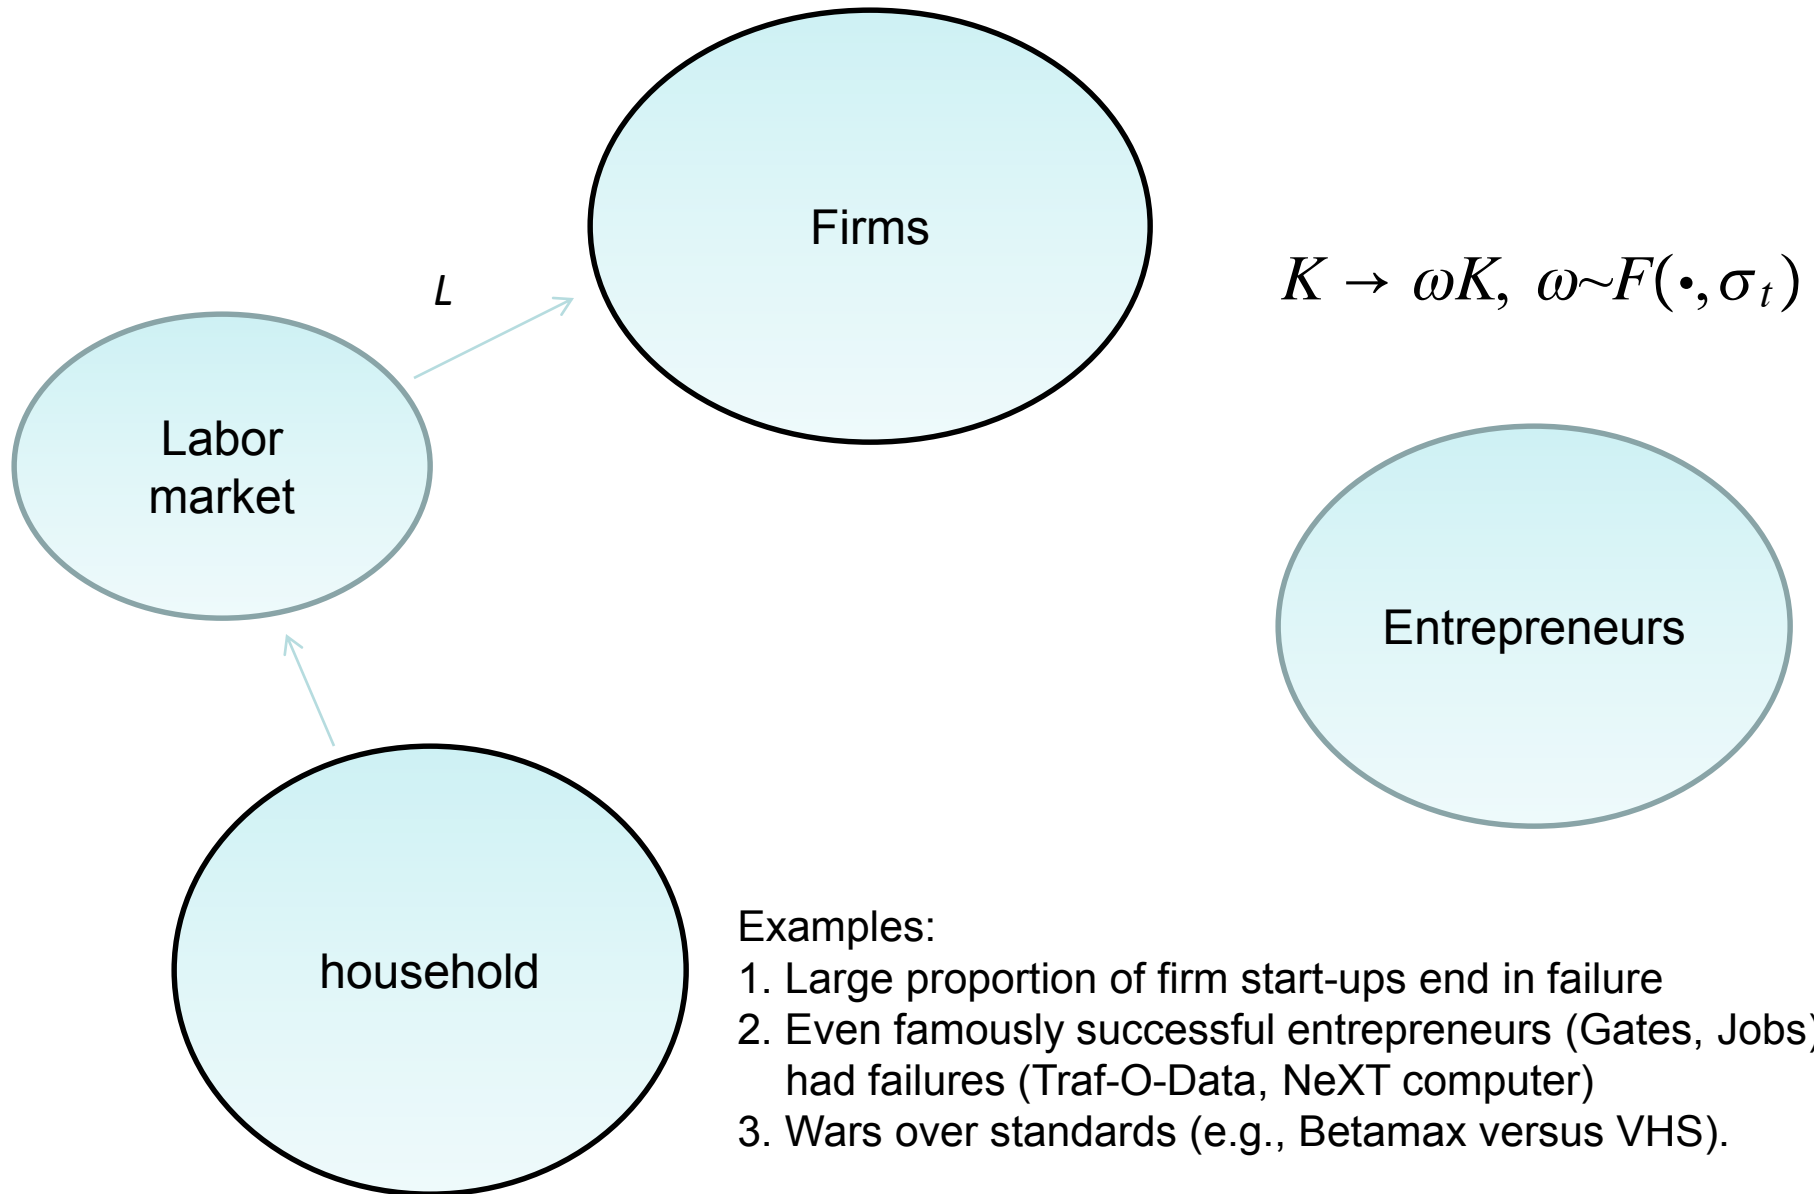 Firms
L
K → ωK, ω~F(•,σ_t)
Labor
market
Entrepreneurs
household
Examples:
1. Large proportion of firm start-ups end in failure
2. Even famously successful entrepreneurs (Gates, Jobs)
had failures (Traf-O-Data, NeXT computer)
3. Wars over standards (e.g., Betamax versus VHS).